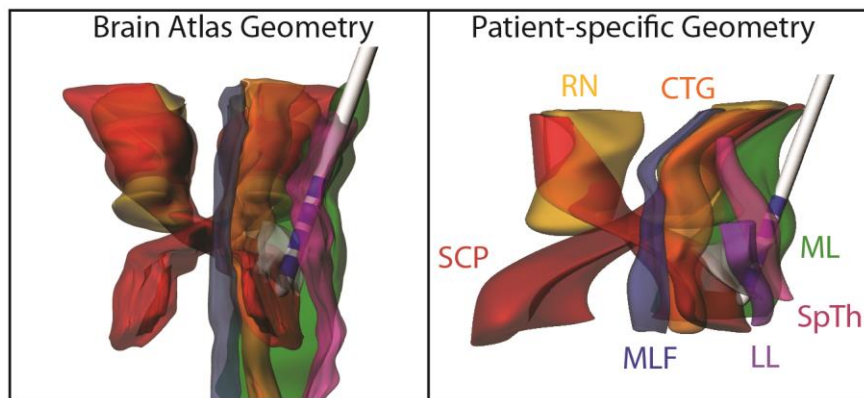 Brain Atlas Geometry
Patient-specific Geometry
RN
CTG
SCP
ML
SpTh
MLF
LL